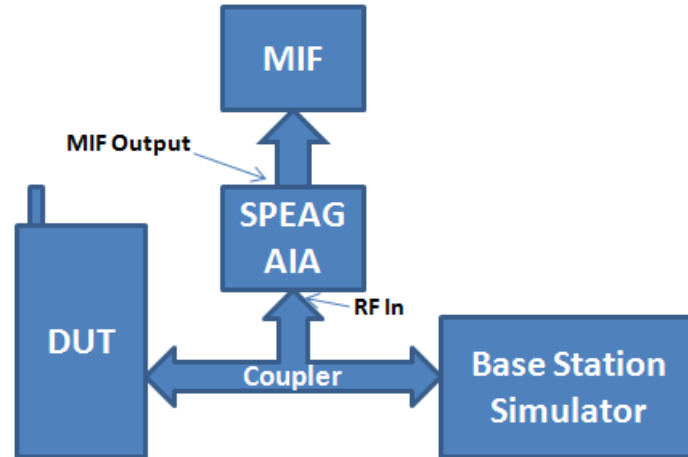 MIF
MIF Output
SPEAG
AIA
RF In
DUT
Coupler
Base Station
Simulator